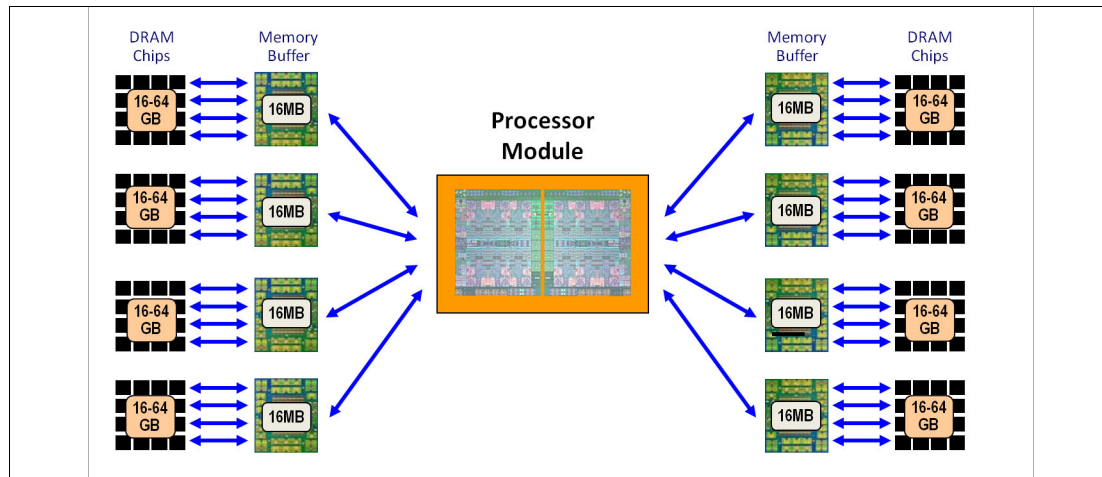 DRAM
Chips
Memory
Buffer
Memory
Buffer
DRAM
Chips
16-64
GB
16MB
16MB
16-64
GB
Processor
Module
16-64
GB
16MB
16MB
16-64
GB
16-64
GB
16MB
16MB
16-64
GB
16-64
GB
16MB
16MB
16-64
GB